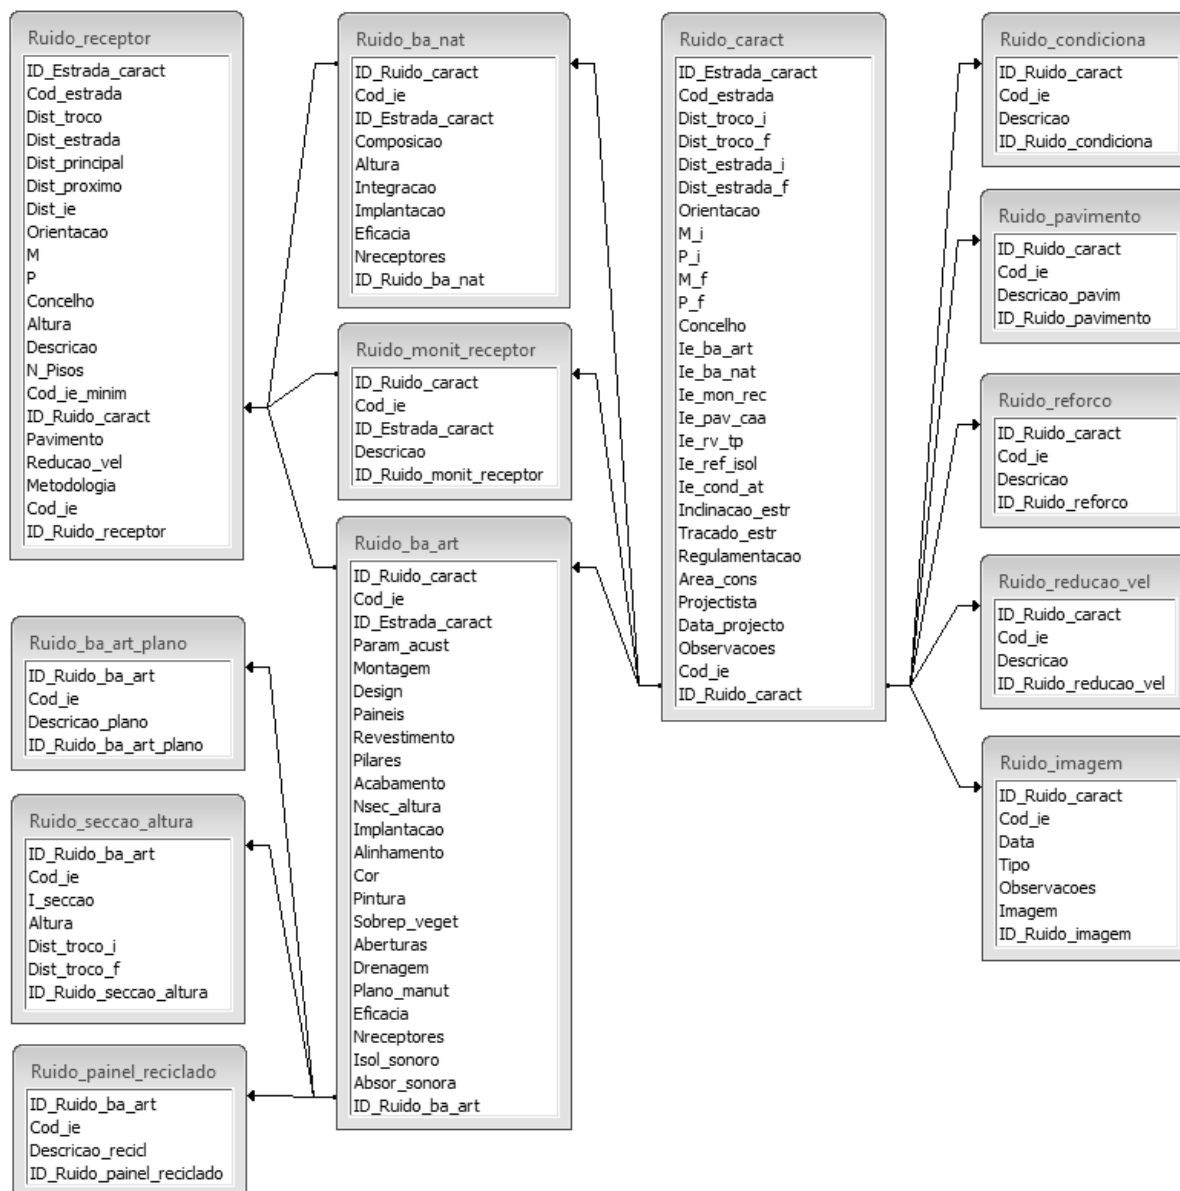 Ruido_receptor
ID_Estrada_caract
Cod_estrada
Dist_troco
Dist_estrada
Dist_principal
Dist_proximo
Dist_ie
Orientacao
M
P
Concelho
Altura
Descricao
N_Pisos
Cod_ie_minim
ID_Ruido_caract
Pavimento
Reducao_vel
Metodologia
Cod_ie
ID_Ruido_receptor
Ruido_ba_art_plano
ID_Ruido_ba_art
Cod_ie
Descricao_plano
ID_Ruido_ba_art_plano
Ruido_seccao_altura
ID_Ruido_ba_art
Cod_ie
I_seccao
Altura
Dist_troco_i
Dist_troco_f
ID_Ruido_seccao_altura
Ruido_painel_reciclado
ID_Ruido_ba_art
Cod_ie
Descricao_recicl
ID_Ruido_painel_reciclado
Ruido_ba_nat
ID_Ruido_caract
Cod_ie
ID_Estrada_caract
Composicao
Altura
Integracao
Implantacao
Eficacia
Nreceptores
ID_Ruido_ba_nat
Ruido_monit_receptor
ID_Ruido_caract
Cod_ie
ID_Estrada_caract
Descricao
ID_Ruido_monit_receptor
Ruido_ba_art
ID_Ruido_caract
Cod_ie
ID_Estrada_caract
Param_acust
Montagem
Design
Paineis
Revestimento
Pilares
Acabamento
Nsec_altura
Implantacao
Alinhamento
Cor
Pintura
Sobrep_veget
Aberturas
Drenagem
Plano_manut
Eficacia
Nreceptores
Isol_sonoro
Absor_sonora
ID_Ruido_ba_art
Ruido_caract
ID_Estrada_caract
Cod_estrada
Dist_troco_i
Dist_troco_f
Dist_estrada_i
Dist_estrada_f
Orientacao
M_i
P_i
M_f
P_f
Concelho
Ie_ba_art
Ie_ba_nat
Ie_mon_rec
Ie_pav_caa
Ie_rv_tp
Ie_ref_isol
Ie_cond_at
Inclinacao_estr
Tracado_estr
Regulamentacao
Area_cons
Projectista
Data_projecto
Observacoes
Cod_ie
ID_Ruido_caract
Ruido_condiciona
ID_Ruido_caract
Cod_ie
Descricao
ID_Ruido_condiciona
Ruido_pavimento
ID_Ruido_caract
Cod_ie
Descricao_pavim
ID_Ruido_pavimento
Ruido_reforco
ID_Ruido_caract
Cod_ie
Descricao
ID_Ruido_reforco
Ruido_reducao_vel
ID_Ruido_caract
Cod_ie
Descricao
ID_Ruido_reducao_vel
Ruido_imagem
ID_Ruido_caract
Cod_ie
Data
Tipo
Observacoes
Imagem
ID_Ruido_imagem